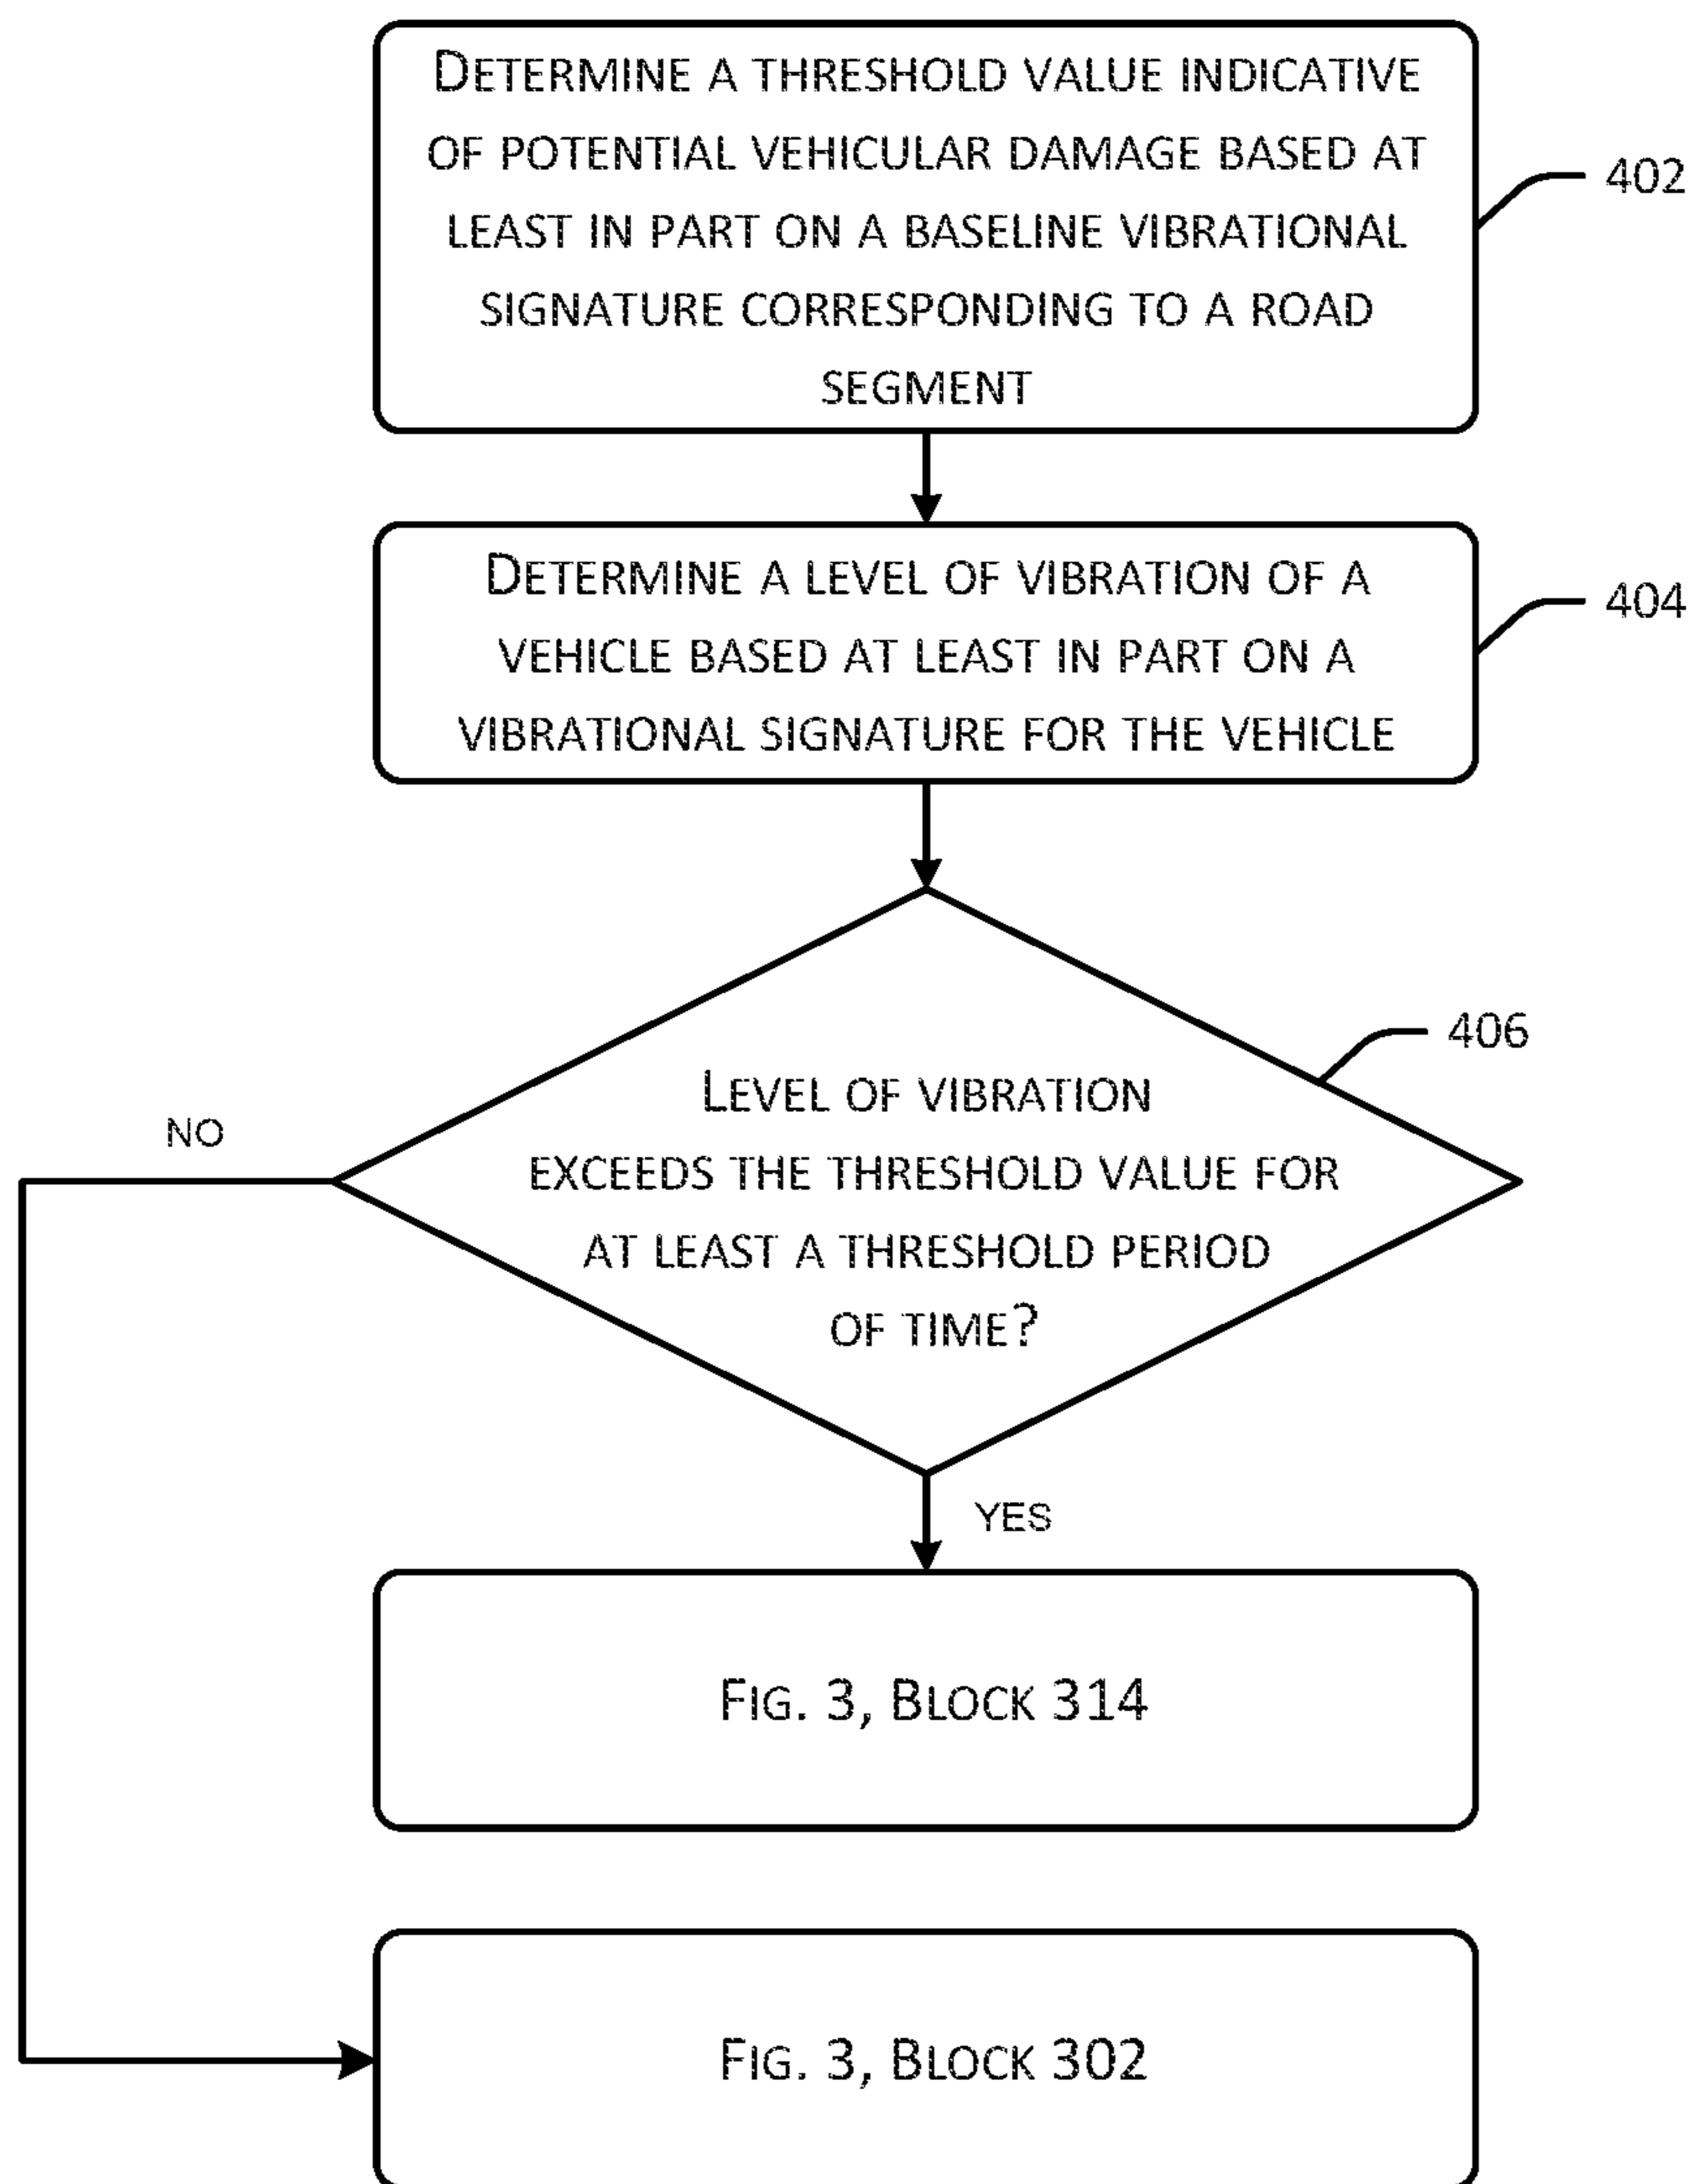 DETERMINE A THRESHOLD VALUE INDICATIVE
OF POTENTIAL VEHICULAR DAMAGE BASED AT
LEAST IN PART ON A BASELINE VIBRATIONAL
SIGNATURE CORRESPONDING TO A ROAD
SEGMENT
402
DETERMINE A LEVEL OF VIBRATION OF A
VEHICLE BASED AT LEAST IN PART ON A
VIBRATIONAL SIGNATURE FOR THE VEHICLE
404
406
LEVEL OF VIBRATION
EXCEEDS THE THRESHOLD VALUE FOR
AT LEAST A THRESHOLD PERIOD
OF TIME?
NO
YES
FIG. 3, BLOCK 314
FIG. 3, BLOCK 302